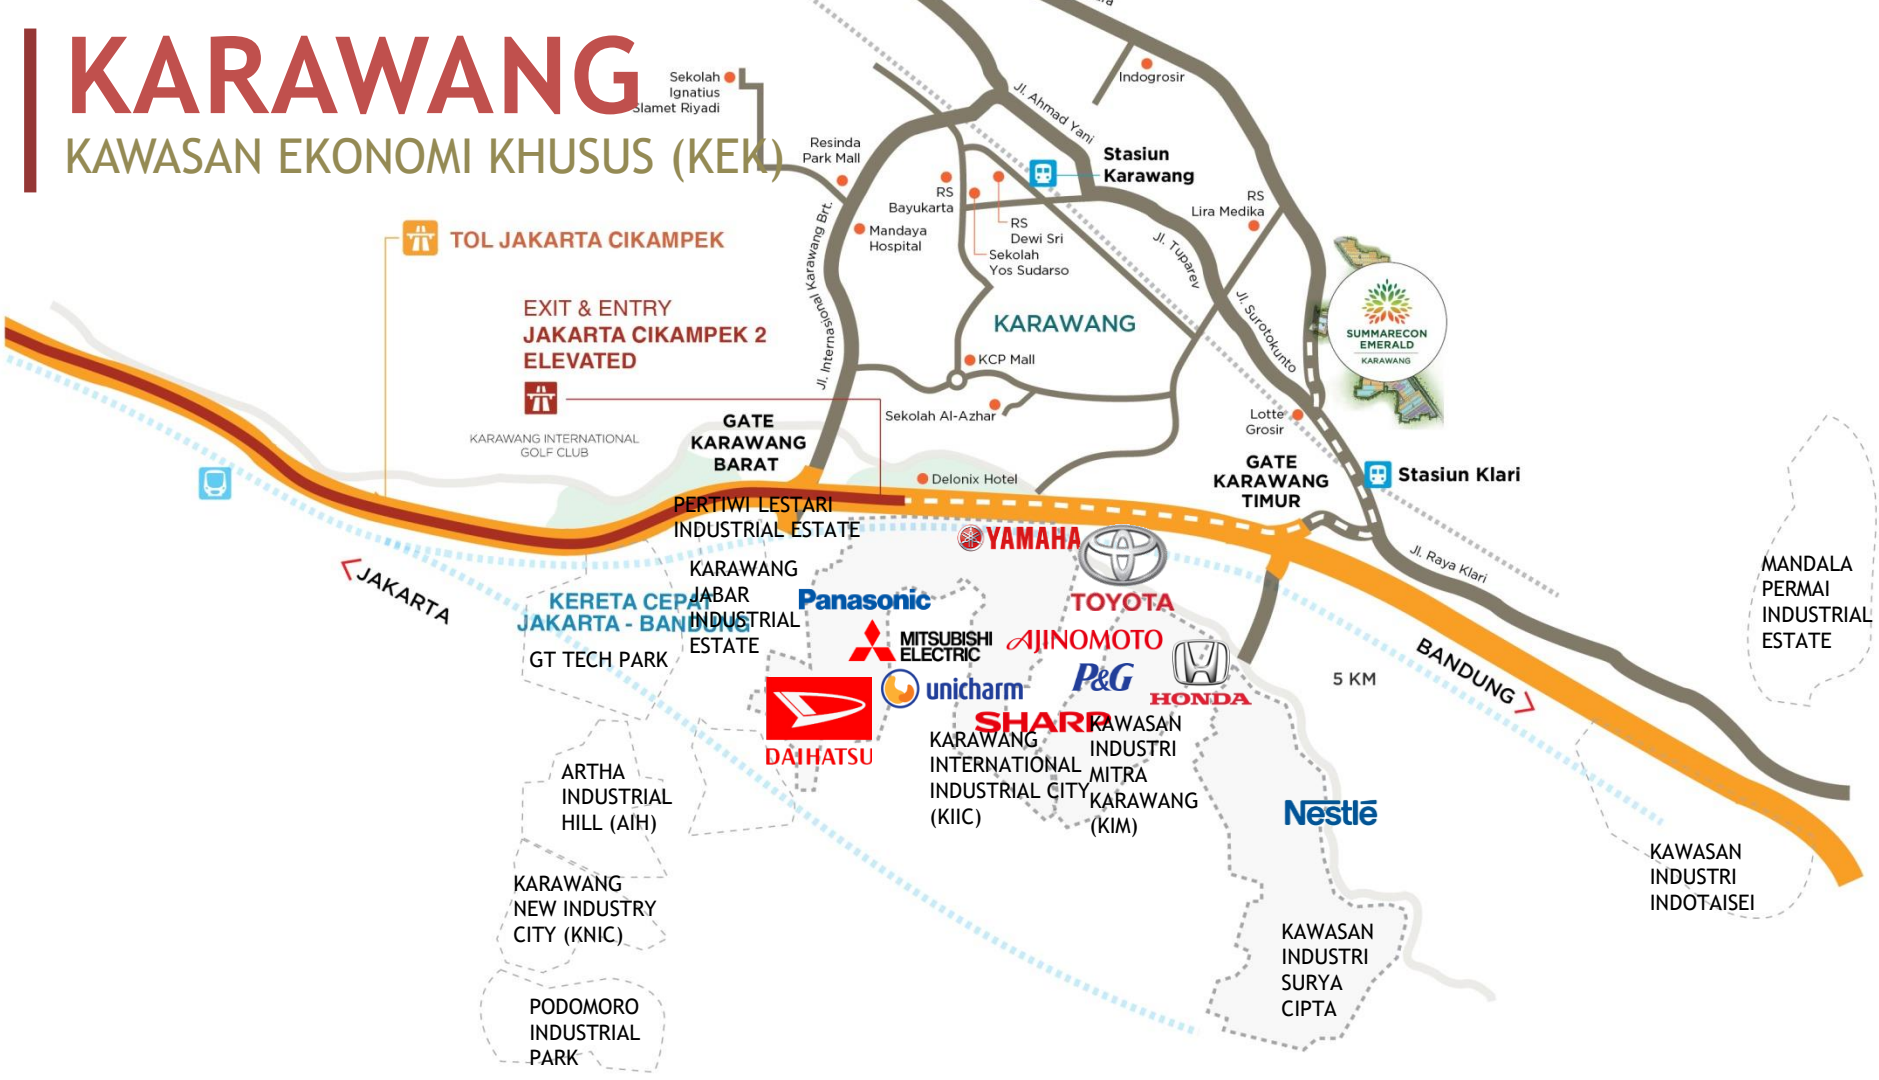 KARAWANG
KAWASAN EKONOMI KHUSUS (KEK)
Sekolah
Ignatius
Slamet Riyadi
Indogrosir
Jl. Ahmad Yani
Resinda
Park Mall
Stasiun
Karawang
RS
Bayukarta
RS
Lira Medika
RS
Dewi Sri
Mandaya
Hospital
Sekolah
Yos Sudarso
Jl. Internasional Karawang Brt.
Jl. Tuparev
TOL JAKARTA CIKAMPEK
EXIT & ENTRY
JAKARTA CIKAMPEK 2
ELEVATED
KARAWANG
Jl. Surotokunto
SUMMARECON
EMERALD
KARAWANG
KCP Mall
Sekolah Al-Azhar
Lotte
Grosir
KARAWANG INTERNATIONAL
GOLF CLUB
GATE
KARAWANG
BARAT
Delonix Hotel
GATE
KARAWANG
TIMUR
Stasiun Klari
PERTIWI LESTARI
INDUSTRIAL ESTATE
YAMAHA
TOYOTA
Jl. Raya Klari
JAKARTA
KERETA CEPAT
JAKARTA - BANDUNG
KARAWANG
JABAR
INDUSTRIAL
ESTATE
Panasonic
MITSUBISHI
ELECTRIC
AJINOMOTO
unicharm
P&G
HONDA
SHARP
DAIHATSU
GT TECH PARK
5 KM
BANDUNG
MANDALA
PERMAI
INDUSTRIAL
ESTATE
KARAWANG
INTERNATIONAL
INDUSTRIAL CITY
(KIIC)
KAWASAN
INDUSTRI
MITRA
KARAWANG
(KIM)
ARTHA
INDUSTRIAL
HILL (AIH)
Nestlé
KAWASAN
INDUSTRI
INDOTAISEI
KARAWANG
NEW INDUSTRY
CITY (KNIC)
KAWASAN
INDUSTRI
SURYA
CIPTA
PODOMORO
INDUSTRIAL
PARK